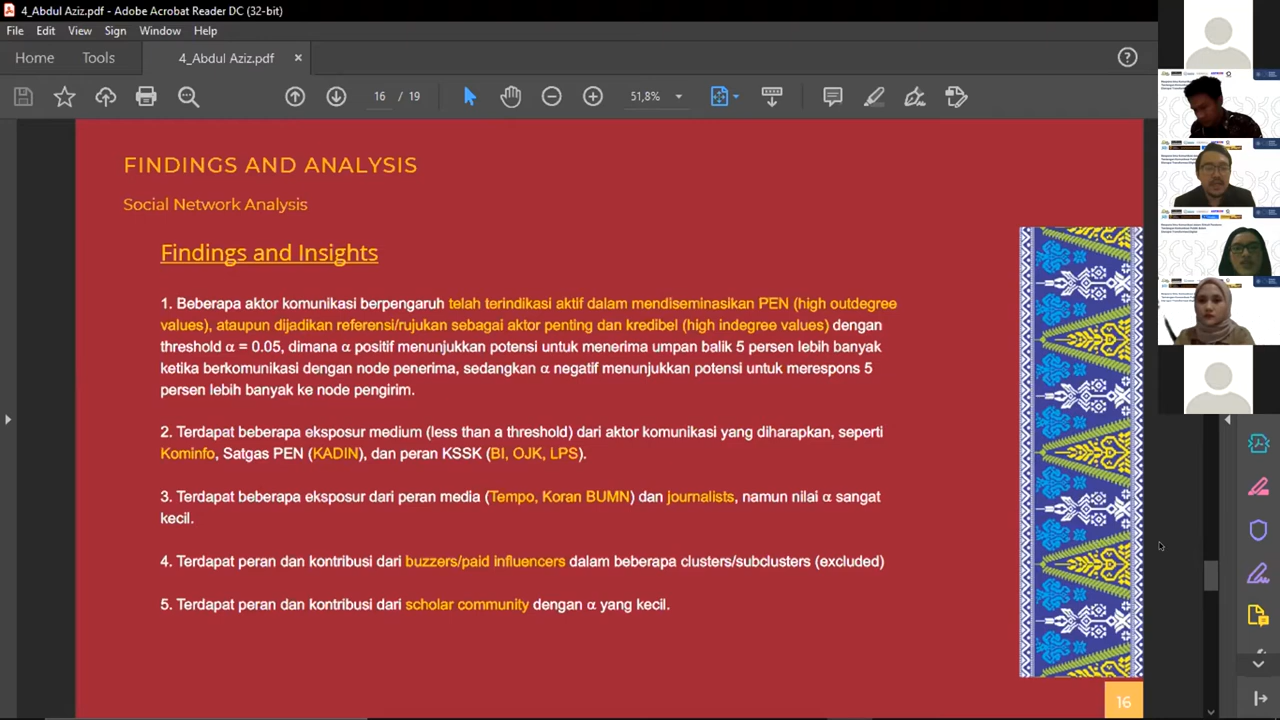 4_Abdul Aziz.pdf - Adobe Acrobat Reader DC (32-bit)
File Edit View Sign Window Help
Home Tools 4_Abdul Aziz.pdf ×
16 / 19 51,8%
FINDINGS AND ANALYSIS
Social Network Analysis
Findings and Insights
1. Beberapa aktor komunikasi berpengaruh telah terindikasi aktif dalam mendiseminasikan PEN (high outdegree
values), ataupun dijadikan referensi/rujukan sebagai aktor penting dan kredibel (high indegree values) dengan
threshold α = 0.05, dimana α positif menunjukkan potensi untuk menerima umpan balik 5 persen lebih banyak
ketika berkomunikasi dengan node penerima, sedangkan α negatif menunjukkan potensi untuk merespons 5
persen lebih banyak ke node pengirim.
2. Terdapat beberapa eksposur medium (less than a threshold) dari aktor komunikasi yang diharapkan, seperti
Kominfo, Satgas PEN (KADIN), dan peran KSSK (BI, OJK, LPS).
3. Terdapat beberapa eksposur dari peran media (Tempo, Koran BUMN) dan journalists, namun nilai α sangat
kecil.
4. Terdapat peran dan kontribusi dari buzzers/paid influencers dalam beberapa clusters/subclusters (excluded)
5. Terdapat peran dan kontribusi dari scholar community dengan α yang kecil.
16